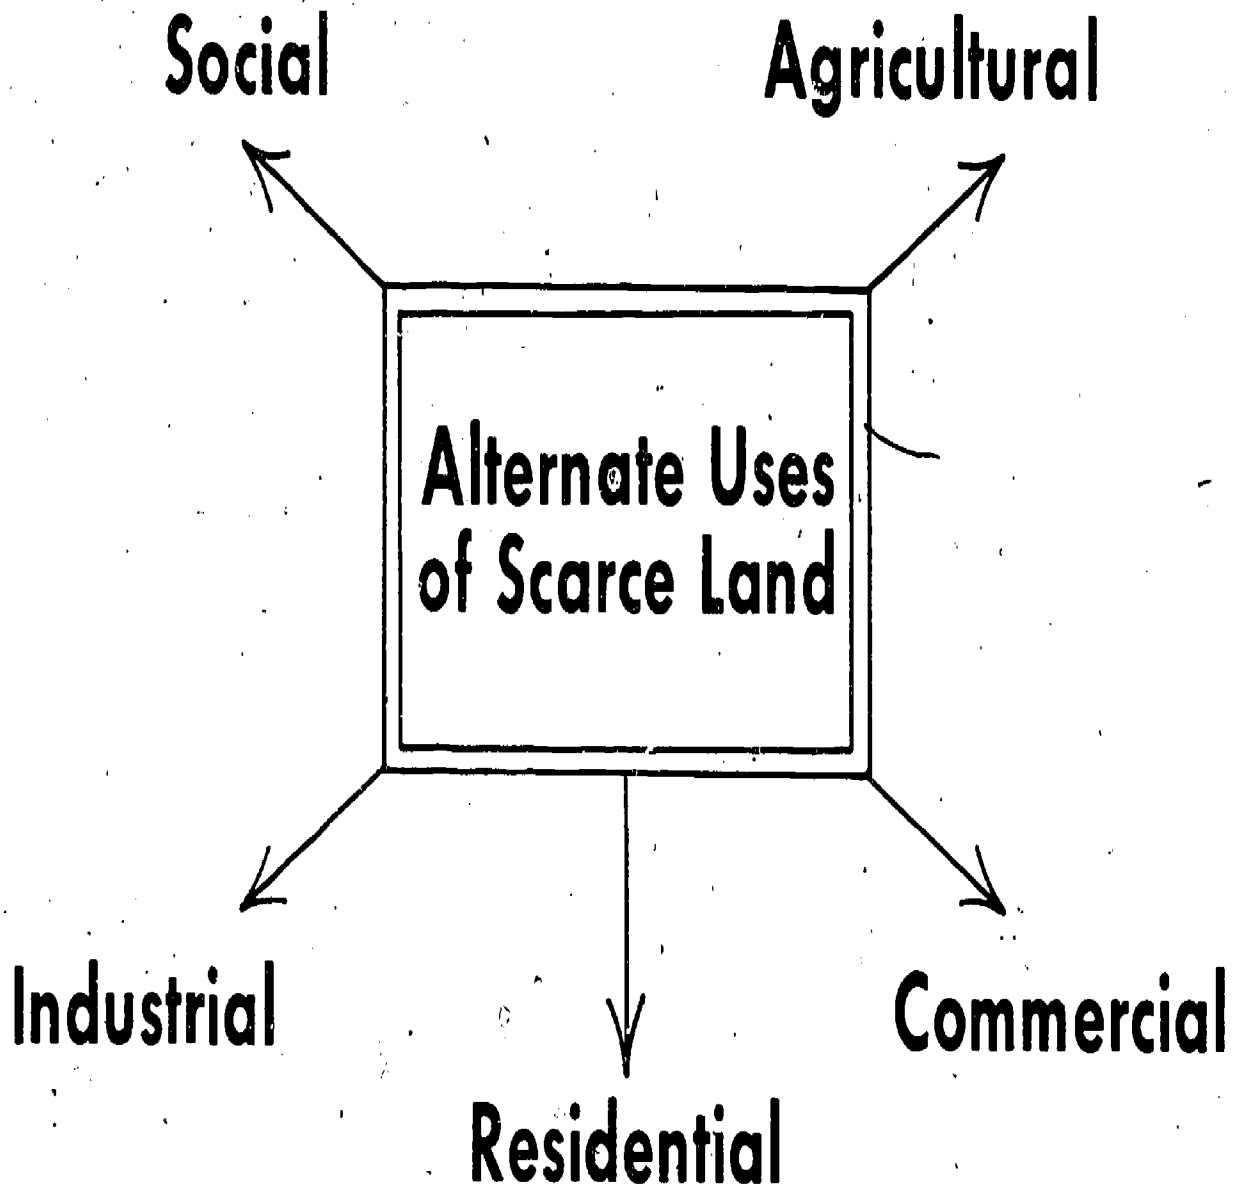 Social
Agricultural
Alternate Uses
of Scarce Land
Industrial
Commercial
Residential